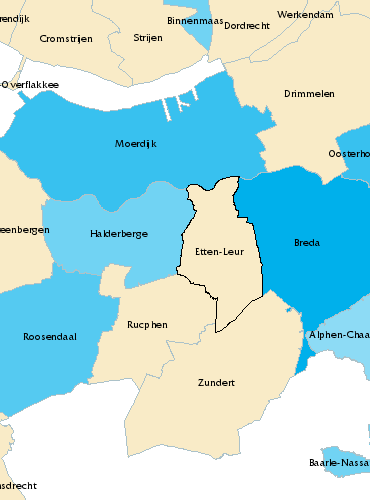 Binnenmaas
Werkendam
rendijk
Dordrecht
Cromstrijen
Strijen
-Overflakkee
Drimmelen
Moerdijk
Oosterho
eenbergen
Halderberge
Breda
Etten-Leur
Rucphen
Roosendaal
Alphen-Chaa
Zundert
Baarle-Nassa
nsdrecht